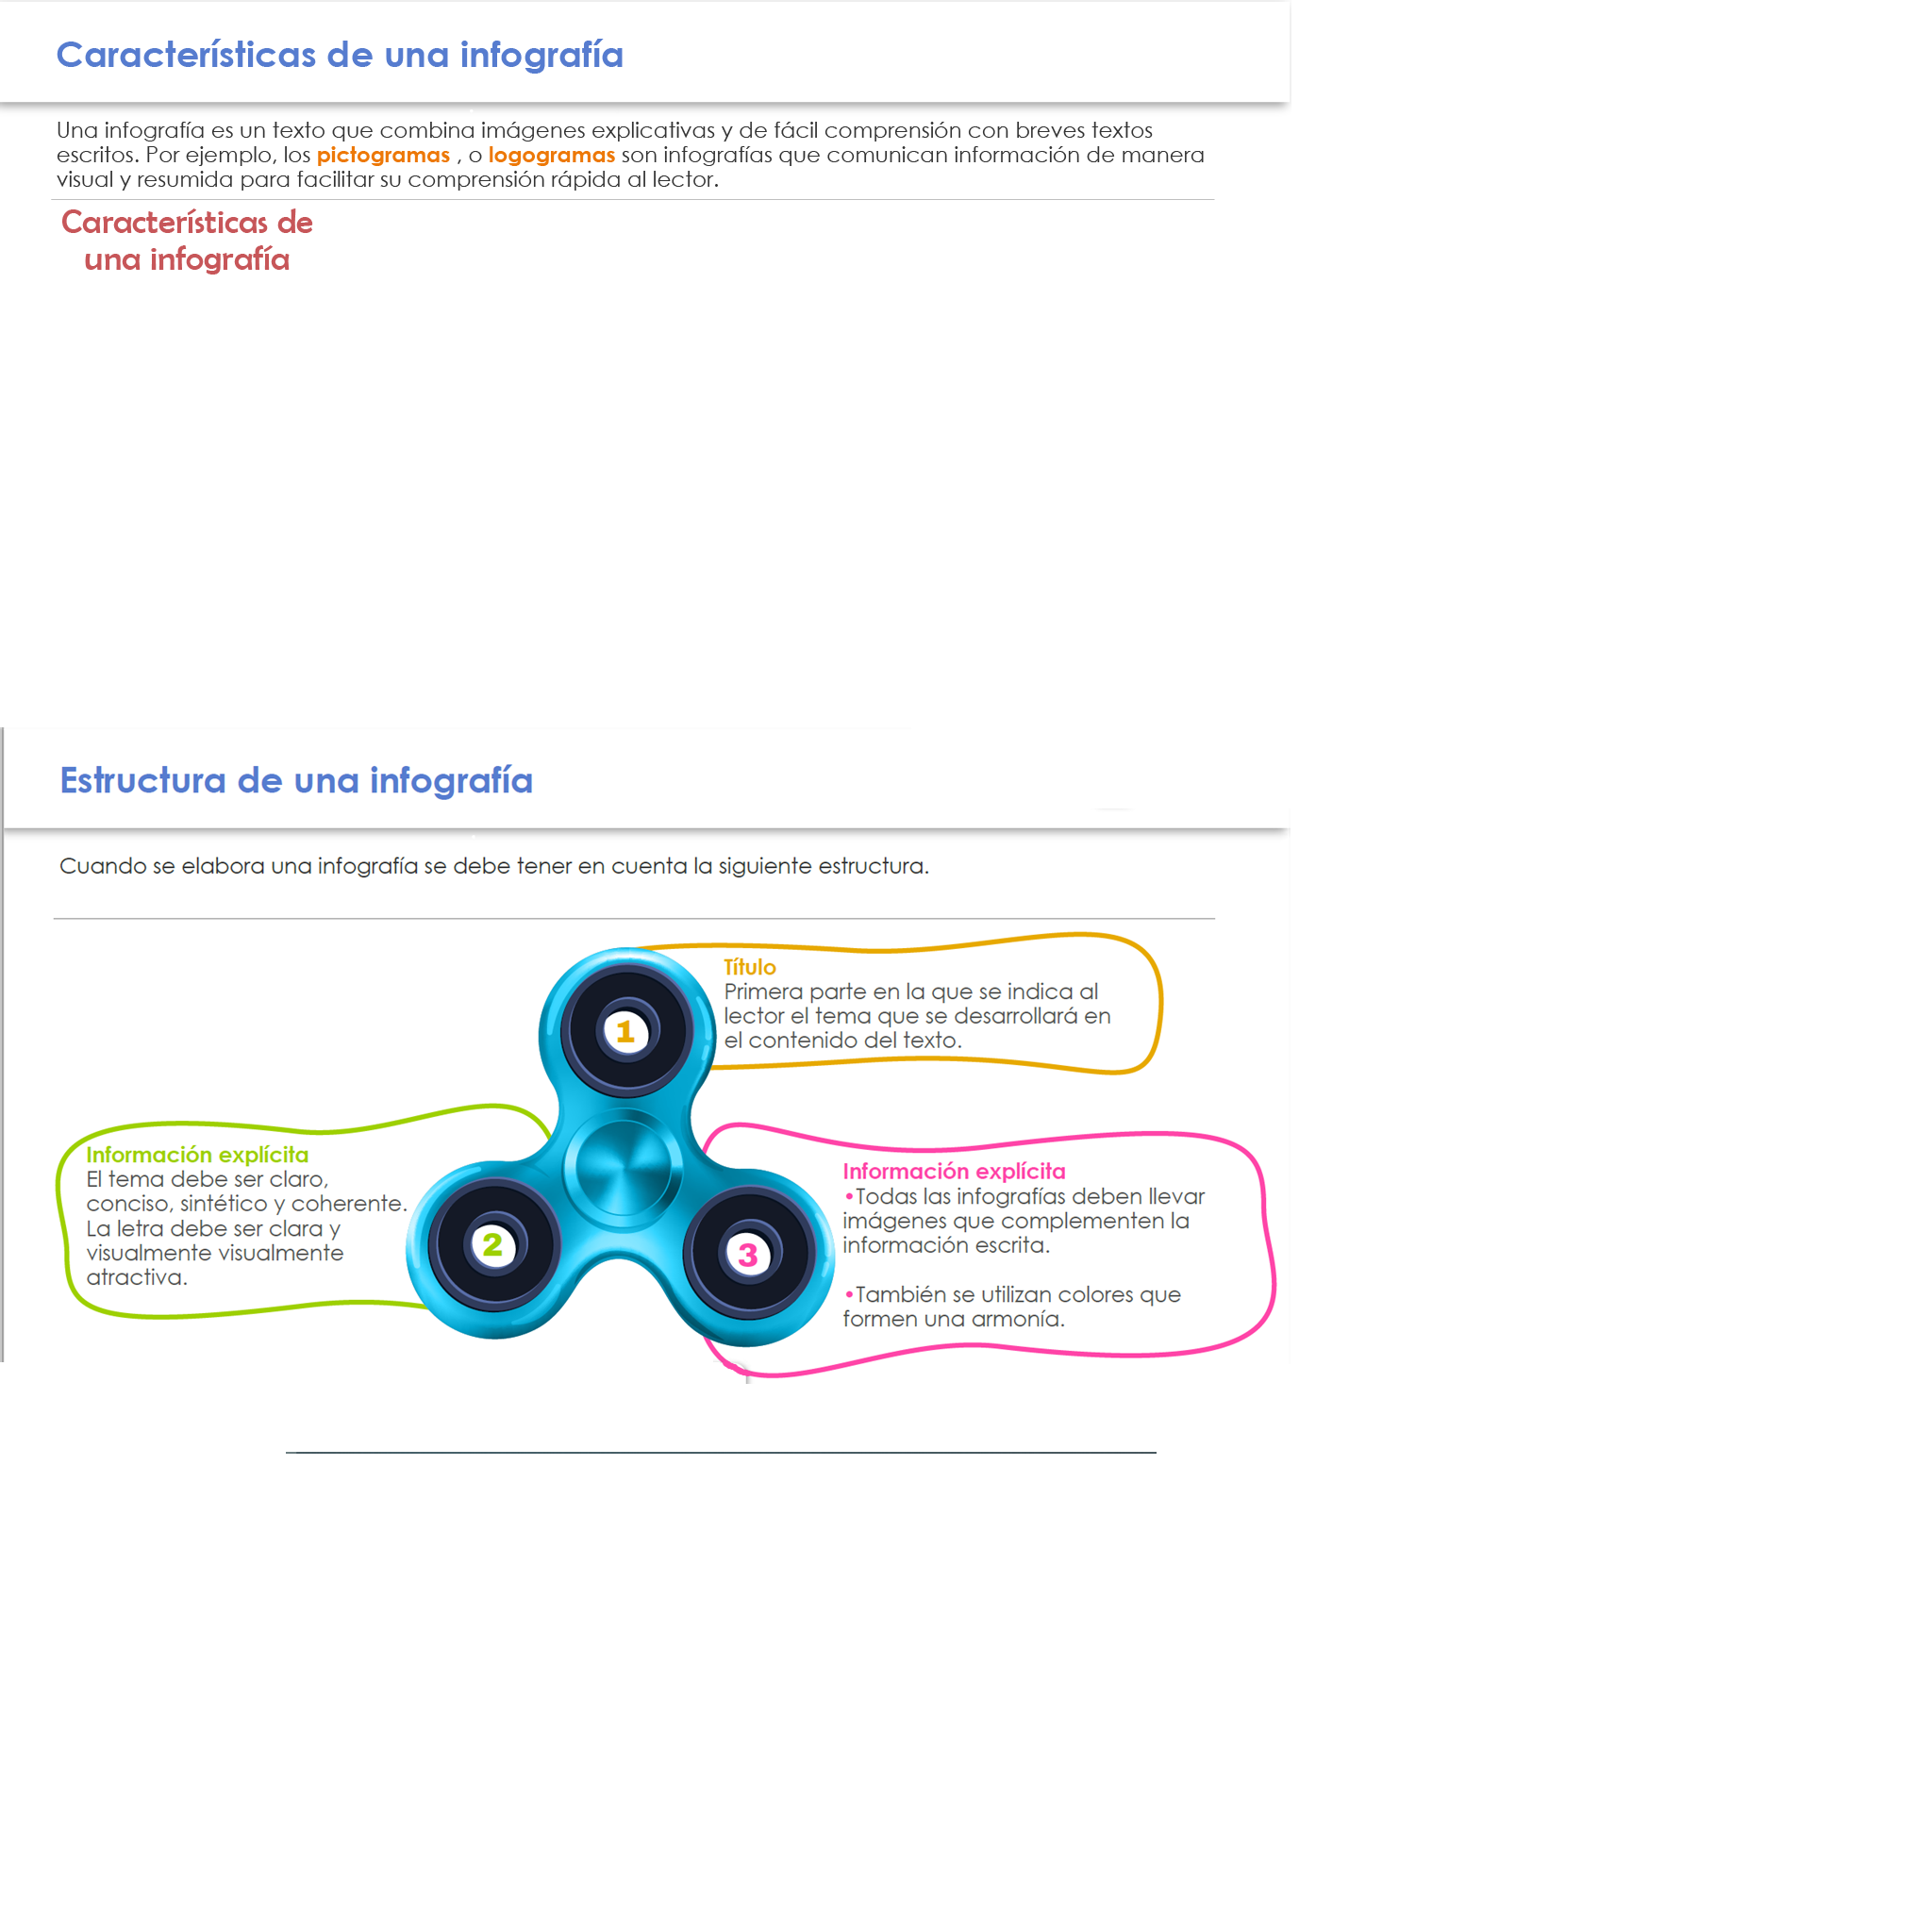 Características de una infografía
Una infografía es un texto que combina imágenes explicativas y de fácil comprensión con breves textos
escritos. Por ejemplo, los pictogramas , o logogramas son infografías que comunican información de manera
visual y resumida para facilitar su comprensión rápida al lector.
Características de
una infografía
Estructura de una infografía
Cuando se elabora una infografía se debe tener en cuenta la siguiente estructura.
1
Título
Primera parte en la que se indica al
lector el tema que se desarrollará en
el contenido del texto.
Información explícita
El tema debe ser claro,
conciso, sintético y coherente.
La letra debe ser clara y
visualmente visualmente
atractiva.
2
3
Información explícita
•Todas las infografías deben llevar
imágenes que complementen la
información escrita.
•También se utilizan colores que
formen una armonía.